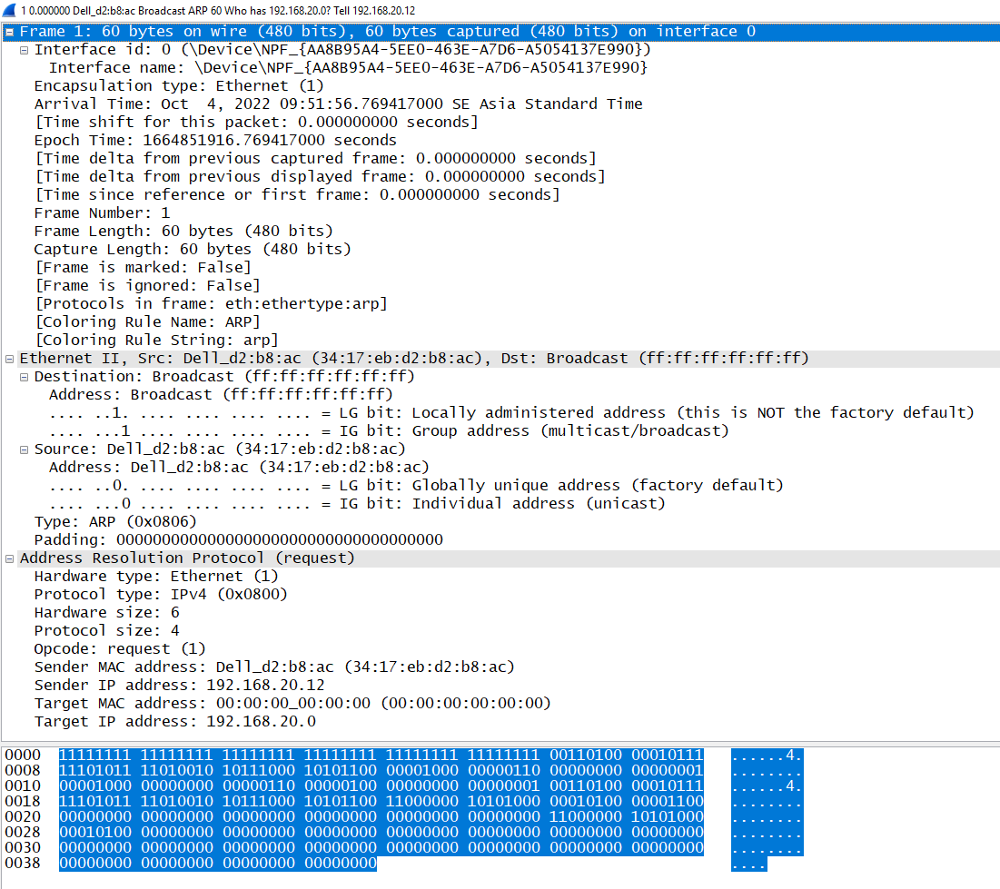 1 0.000000 Dell_d2:b8:ac Broadcast ARP 60 Who has 192.168.20.0? Tell 192.168.20.12
Frame 1: 60 bytes on wire (480 bits), 60 bytes captured (480 bits) on interface 0
Interface id: 0 (\Device\NPF_{AA8B95A4-5EE0-463E-A7D6-A5054137E990})
Interface name: \Device\NPF_{AA8B95A4-5EE0-463E-A7D6-A5054137E990}
Encapsulation type: Ethernet (1)
Arrival Time: Oct  4, 2022 09:51:56.769417000 SE Asia Standard Time
[Time shift for this packet: 0.000000000 seconds]
Epoch Time: 1664851916.769417000 seconds
[Time delta from previous captured frame: 0.000000000 seconds]
[Time delta from previous displayed frame: 0.000000000 seconds]
[Time since reference or first frame: 0.000000000 seconds]
Frame Number: 1
Frame Length: 60 bytes (480 bits)
Capture Length: 60 bytes (480 bits)
[Frame is marked: False]
[Frame is ignored: False]
[Protocols in frame: eth:ethertype:arp]
[Coloring Rule Name: ARP]
[Coloring Rule String: arp]
Ethernet II, Src: Dell_d2:b8:ac (34:17:eb:d2:b8:ac), Dst: Broadcast (ff:ff:ff:ff:ff:ff)
Destination: Broadcast (ff:ff:ff:ff:ff:ff)
Address: Broadcast (ff:ff:ff:ff:ff:ff)
.... ..1. .... .... .... .... = LG bit: Locally administered address (this is NOT the factory default)
.... ...1 .... .... .... .... = IG bit: Group address (multicast/broadcast)
Source: Dell_d2:b8:ac (34:17:eb:d2:b8:ac)
Address: Dell_d2:b8:ac (34:17:eb:d2:b8:ac)
.... ..0. .... .... .... .... = LG bit: Globally unique address (factory default)
.... ...0 .... .... .... .... = IG bit: Individual address (unicast)
Type: ARP (0x0806)
Padding: 000000000000000000000000000000000000
Address Resolution Protocol (request)
Hardware type: Ethernet (1)
Protocol type: IPv4 (0x0800)
Hardware size: 6
Protocol size: 4
Opcode: request (1)
Sender MAC address: Dell_d2:b8:ac (34:17:eb:d2:b8:ac)
Sender IP address: 192.168.20.12
Target MAC address: 00:00:00_00:00:00 (00:00:00:00:00:00)
Target IP address: 192.168.20.0
0000 11111111 11111111 11111111 11111111 11111111 11111111 00110100 00010111 ......4.
0008 11101011 11010010 10111000 10101100 00001000 00000110 00000000 00000001 ........
0010 00001000 00000000 00000110 00000100 00000000 00000001 00110100 00010111 ......4.
0018 11101011 11010010 10111000 10101100 11000000 10101000 00010100 00001100 ........
0020 00000000 00000000 00000000 00000000 00000000 00000000 11000000 10101000 ........
0028 00010100 00000000 00000000 00000000 00000000 00000000 00000000 00000000 ........
0030 00000000 00000000 00000000 00000000 00000000 00000000 00000000 00000000 ........
0038 00000000 00000000 00000000 00000000 ....